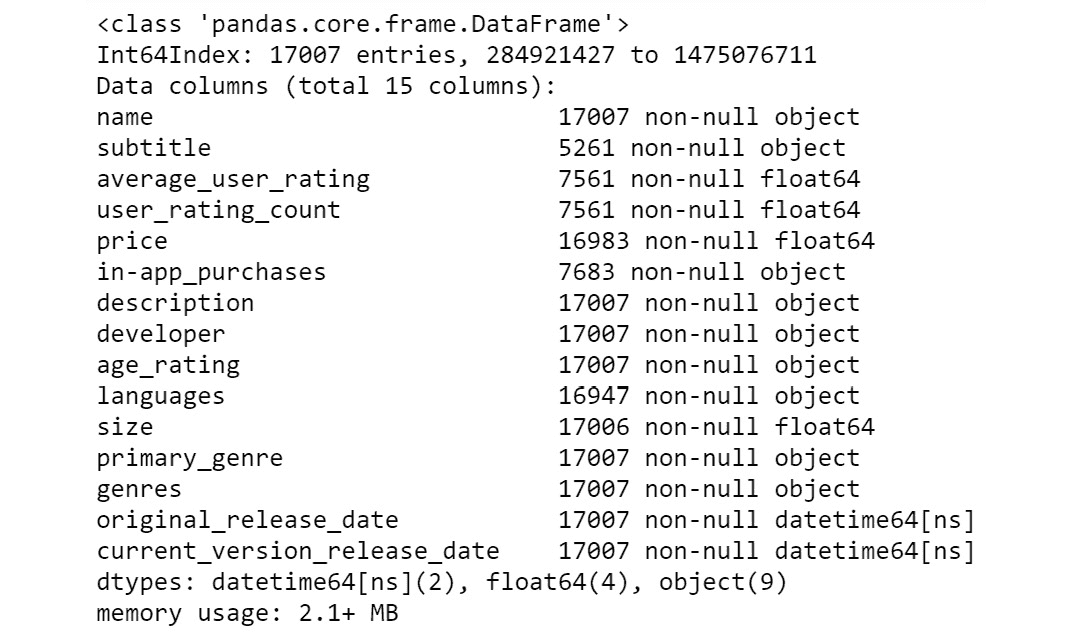 <class 'pandas.core.frame.DataFrame'>
Int64Index: 17007 entries, 284921427 to 1475076711
Data columns (total 15 columns):
name                            17007 non-null object
subtitle                        5261 non-null object
average_user_rating             7561 non-null float64
user_rating_count               7561 non-null float64
price                           16983 non-null float64
in-app_purchases                7683 non-null object
description                     17007 non-null object
developer                       17007 non-null object
age_rating                      17007 non-null object
languages                       16947 non-null object
size                            17006 non-null float64
primary_genre                   17007 non-null object
genres                          17007 non-null object
original_release_date           17007 non-null datetime64[ns]
current_version_release_date    17007 non-null datetime64[ns]
dtypes: datetime64[ns](2), float64(4), object(9)
memory usage: 2.1+ MB